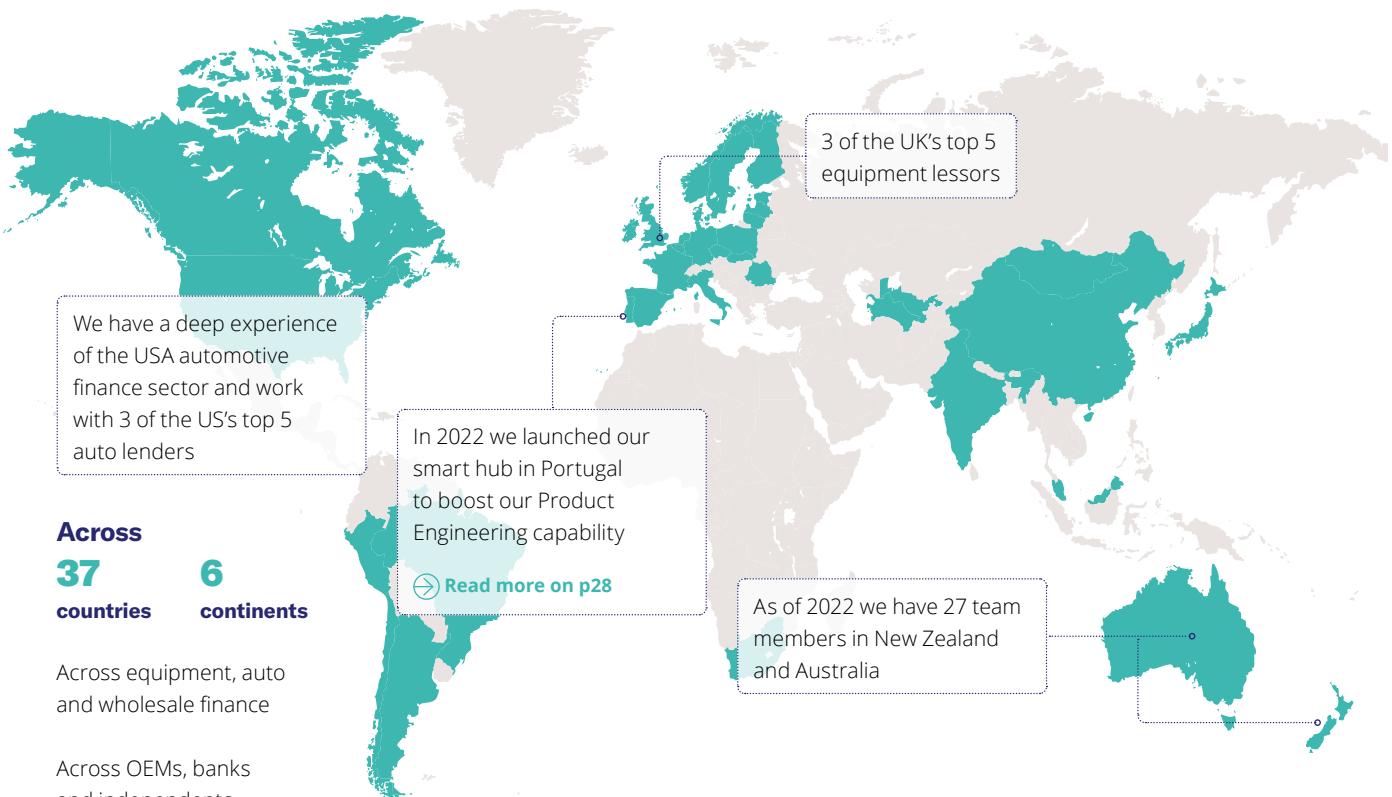 3 of the UK's top 5
equipment lessors
We have a deep experience
of the USA automotive
finance sector and work
with 3 of the US's top 5
auto lenders
In 2022 we launched our
smart hub in Portugal
to boost our Product
Engineering capability
Read more on p28
As of 2022 we have 27 team
members in New Zealand
and Australia
Across
37 6
countries continents
Across equipment, auto
and wholesale finance
Across OEMs, banks
and independents